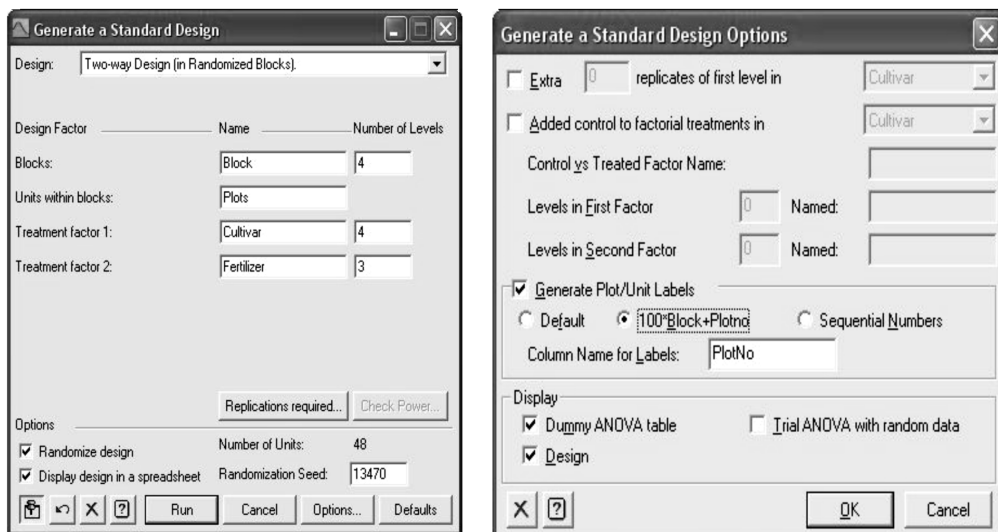 Generate a Standard Design
Design: Two-way Design (in Randomized Blocks).
Design Factor Name Number of Levels
Blocks: Block 4
Units within blocks: Plots
Treatment factor 1: Cultivar 4
Treatment factor 2: Fertilizer 3
Replications required... Check Power...
Options
Randomize design Number of Units: 48
Display design in a spreadsheet Randomization Seed: 13470
Run Cancel Options... Defaults
Generate a Standard Design Options
Extra 0 replicates of first level in Cultivar
Added control to factorial treatments in Cultivar
Control vs Treated Factor Name:
Levels in First Factor 0 Named:
Levels in Second Factor 0 Named:
Generate Plot/Unit Labels
Default 100*Block+Plotno Sequential Numbers
Column Name for Labels: PlotNo
Display
Dummy ANOVA table Trial ANOVA with random data
Design
OK Cancel